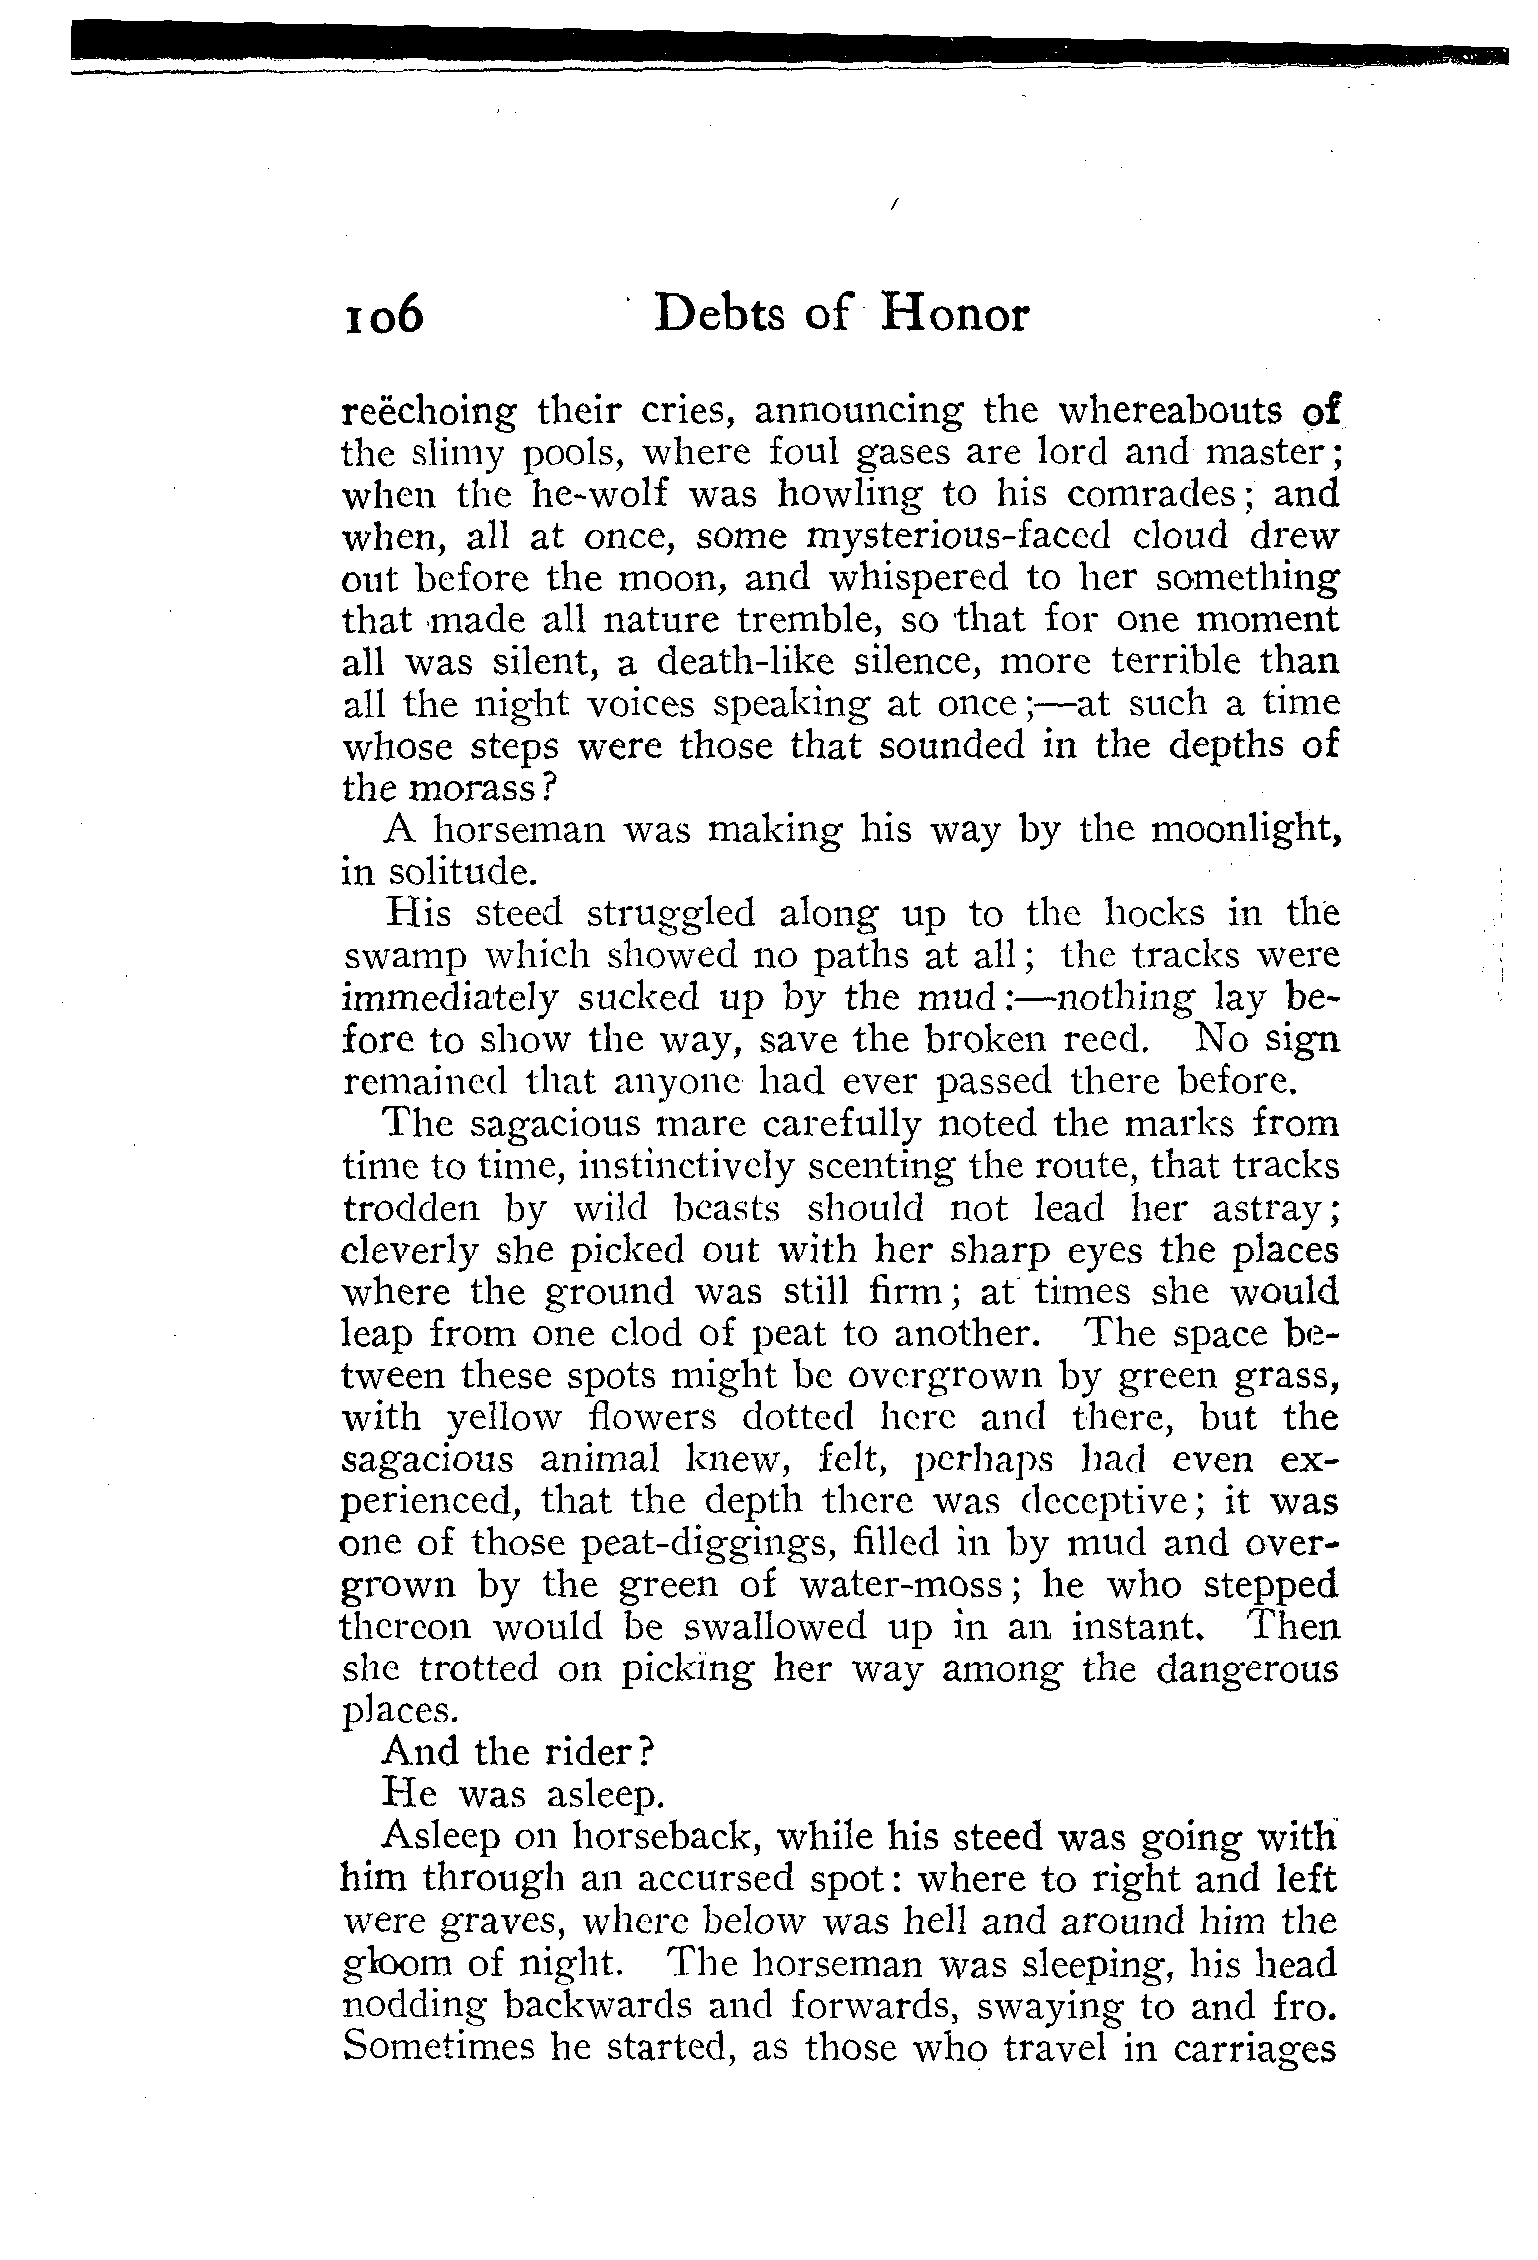 106 Debts of Honor
reëchoing their cries, announcing the whereabouts of
the slimy pools, where foul gases are lord and master;
when the he-wolf was howling to his comrades; and
when, all at once, some mysterious-faced cloud drew
out before the moon, and whispered to her something
that made all nature tremble, so that for one moment
all was silent, a death-like silence, more terrible than
all the night voices speaking at once;—at such a time
whose steps were those that sounded in the depths of
the morass?
A horseman was making his way by the moonlight,
in solitude.
His steed struggled along up to the hocks in the
swamp which showed no paths at all; the tracks were
immediately sucked up by the mud:—nothing lay be-
fore to show the way, save the broken reed. No sign
remained that anyone had ever passed there before.
The sagacious mare carefully noted the marks from
time to time, instinctively scenting the route, that tracks
trodden by wild beasts should not lead her astray;
cleverly she picked out with her sharp eyes the places
where the ground was still firm; at times she would
leap from one clod of peat to another. The space be-
tween these spots might be overgrown by green grass,
with yellow flowers dotted here and there, but the
sagacious animal knew, felt, perhaps had even ex-
perienced, that the depth there was deceptive; it was
one of those peat-diggings, filled in by mud and over-
grown by the green of water-moss; he who stepped
thereon would be swallowed up in an instant. Then
she trotted on picking her way among the dangerous
places.
And the rider?
He was asleep.
Asleep on horseback, while his steed was going with
him through an accursed spot: where to right and left
were graves, where below was hell and around him the
gloom of night. The horseman was sleeping, his head
nodding backwards and forwards, swaying to and fro.
Sometimes he started, as those who travel in carriages